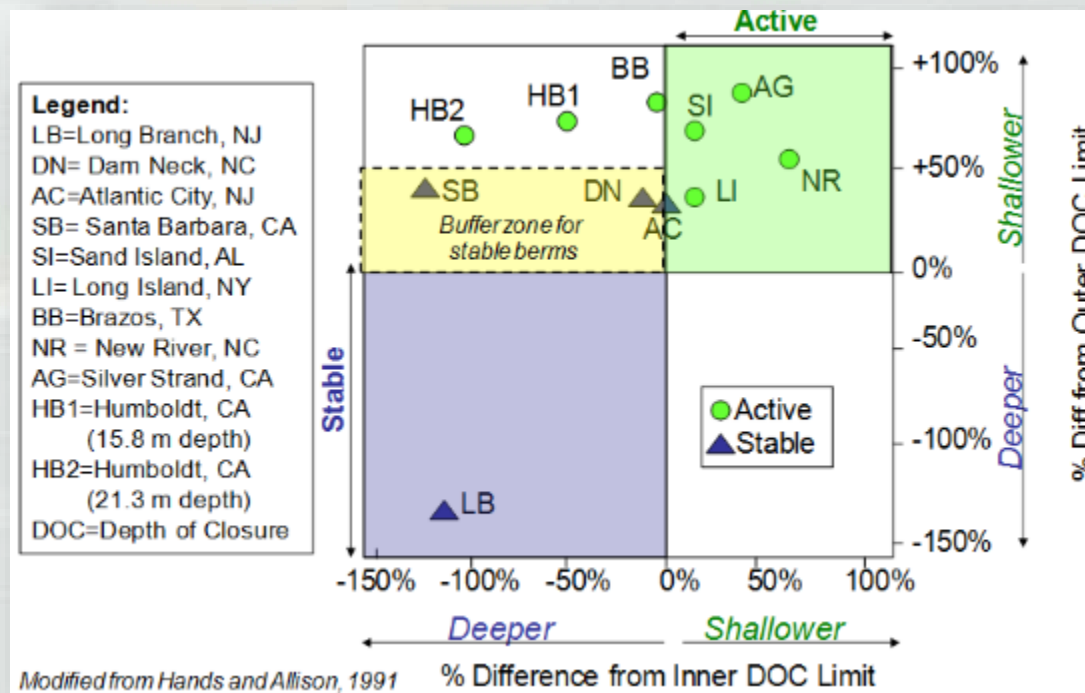 Legend:
LB=Long Branch, NJ
DN= Dam Neck, NC
AC=Atlantic City, NJ
SB= Santa Barbara, CA
SI=Sand Island, AL
LI= Long Island, NY
BB=Brazos, TX
NR = New River, NC
AG=Silver Strand, CA
HB1=Humboldt, CA
(15.8 m depth)
HB2=Humboldt, CA
(21.3 m depth)
DOC=Depth of Closure
Active
BB
AG
HB1
SI
HB2
NR
SB
DN
LI
AC
Buffer zone for
stable berms
LB
Stable
Active
Stable
+100%
+50%
0%
-50%
-100%
-150%
Shallower
Deeper
% Diff from Outer DOC Limit
-150%
-100%
-50%
0%
50%
100%
Deeper
Shallower
% Difference from Inner DOC Limit
Modified from Hands and Allison, 1991